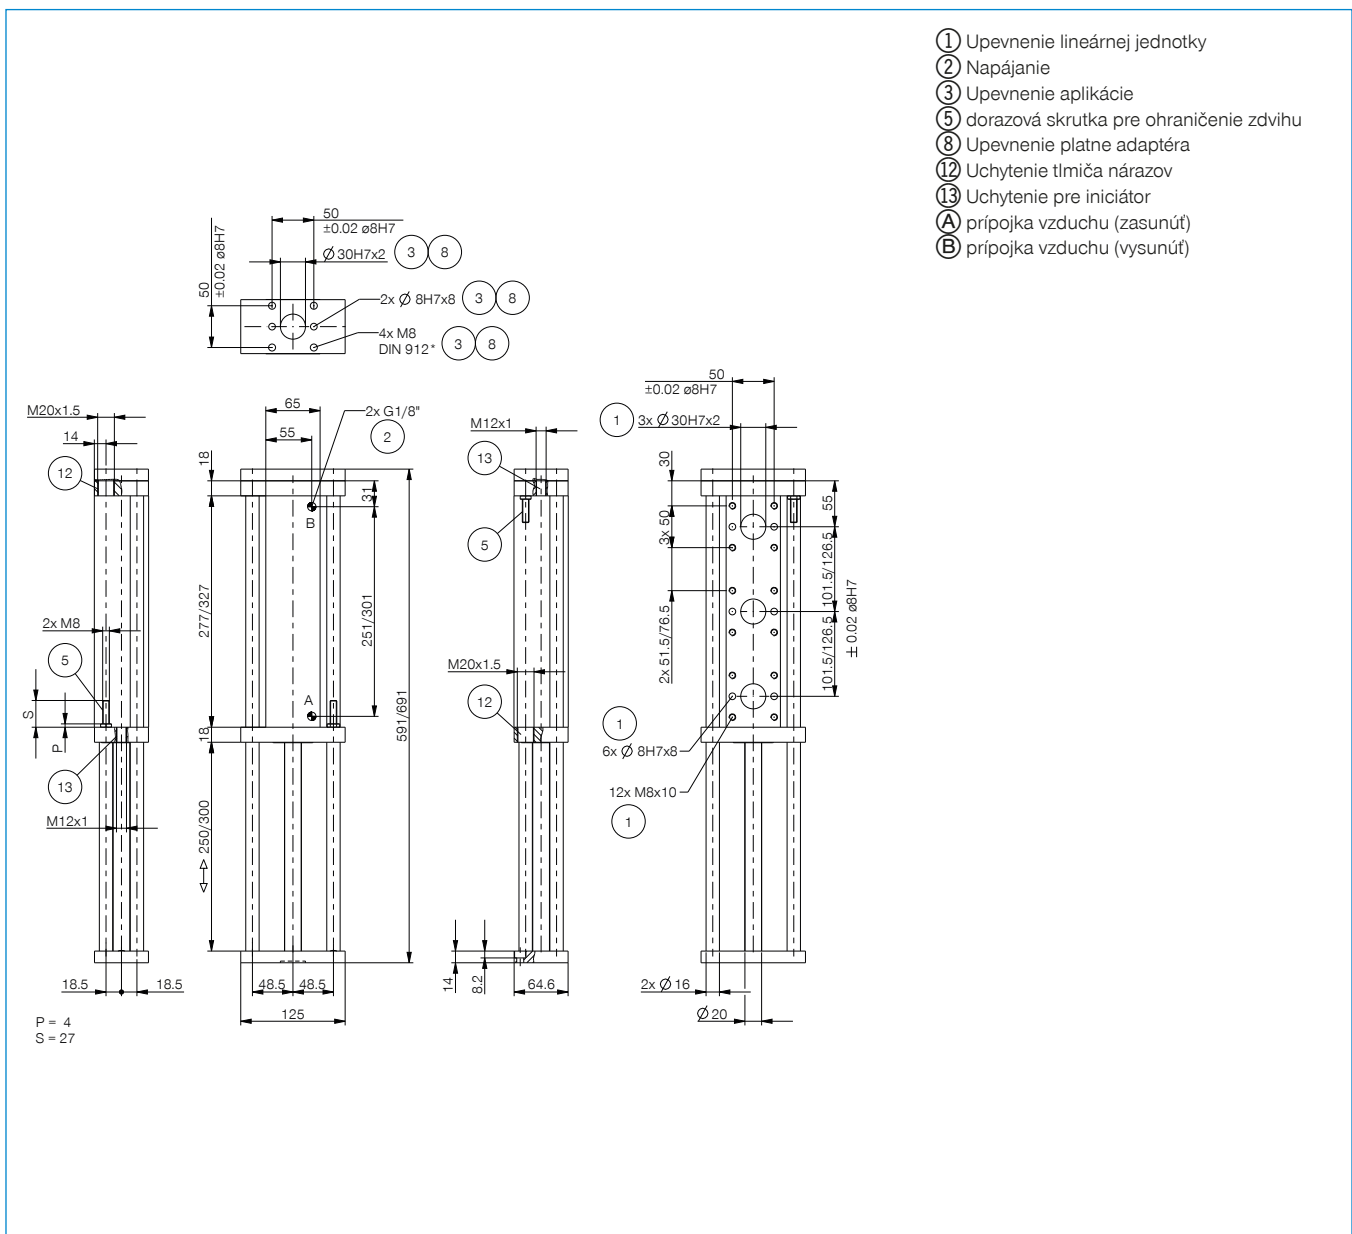 1 Upevnenie lineárnej jednotky
2 Napájanie
3 Upevnenie aplikácie
5 dorazová skrutka pre ohraničenie zdvihu
8 Upevnenie platne adaptéra
12 Uchytenie tlmiča nárazov
13 Uchytenie pre iniciátor
A prípojka vzduchu (zasunúť)
B prípojka vzduchu (vysunúť)
50
±0.02 ø8H7
50
±0.02 ø8H7
Ø 30H7x2 3 8
2x Ø 8H7x8 3 8
4x M8
DIN 912* 3 8
M20x1.5
14
12
2x M8
5
S
P
13
M12x1
18.5 18.5
P = 4
S = 27
65
55
2x G1/8"
2
18
31
B
277/327
251/301
A
591/691
18
250/300
48.5 48.5
125
M12x1
13
5
M20x1.5
12
14
8.2
64.6
50
±0.02 ø8H7
1 3x Ø 30H7x2
30
55
3x 50
101.5/126.5
2x 51.5/76.5
101.5/126.5
± 0.02 ø8H7
1
6x Ø 8H7x8
12x M8x10
1
2x Ø 16
Ø 20